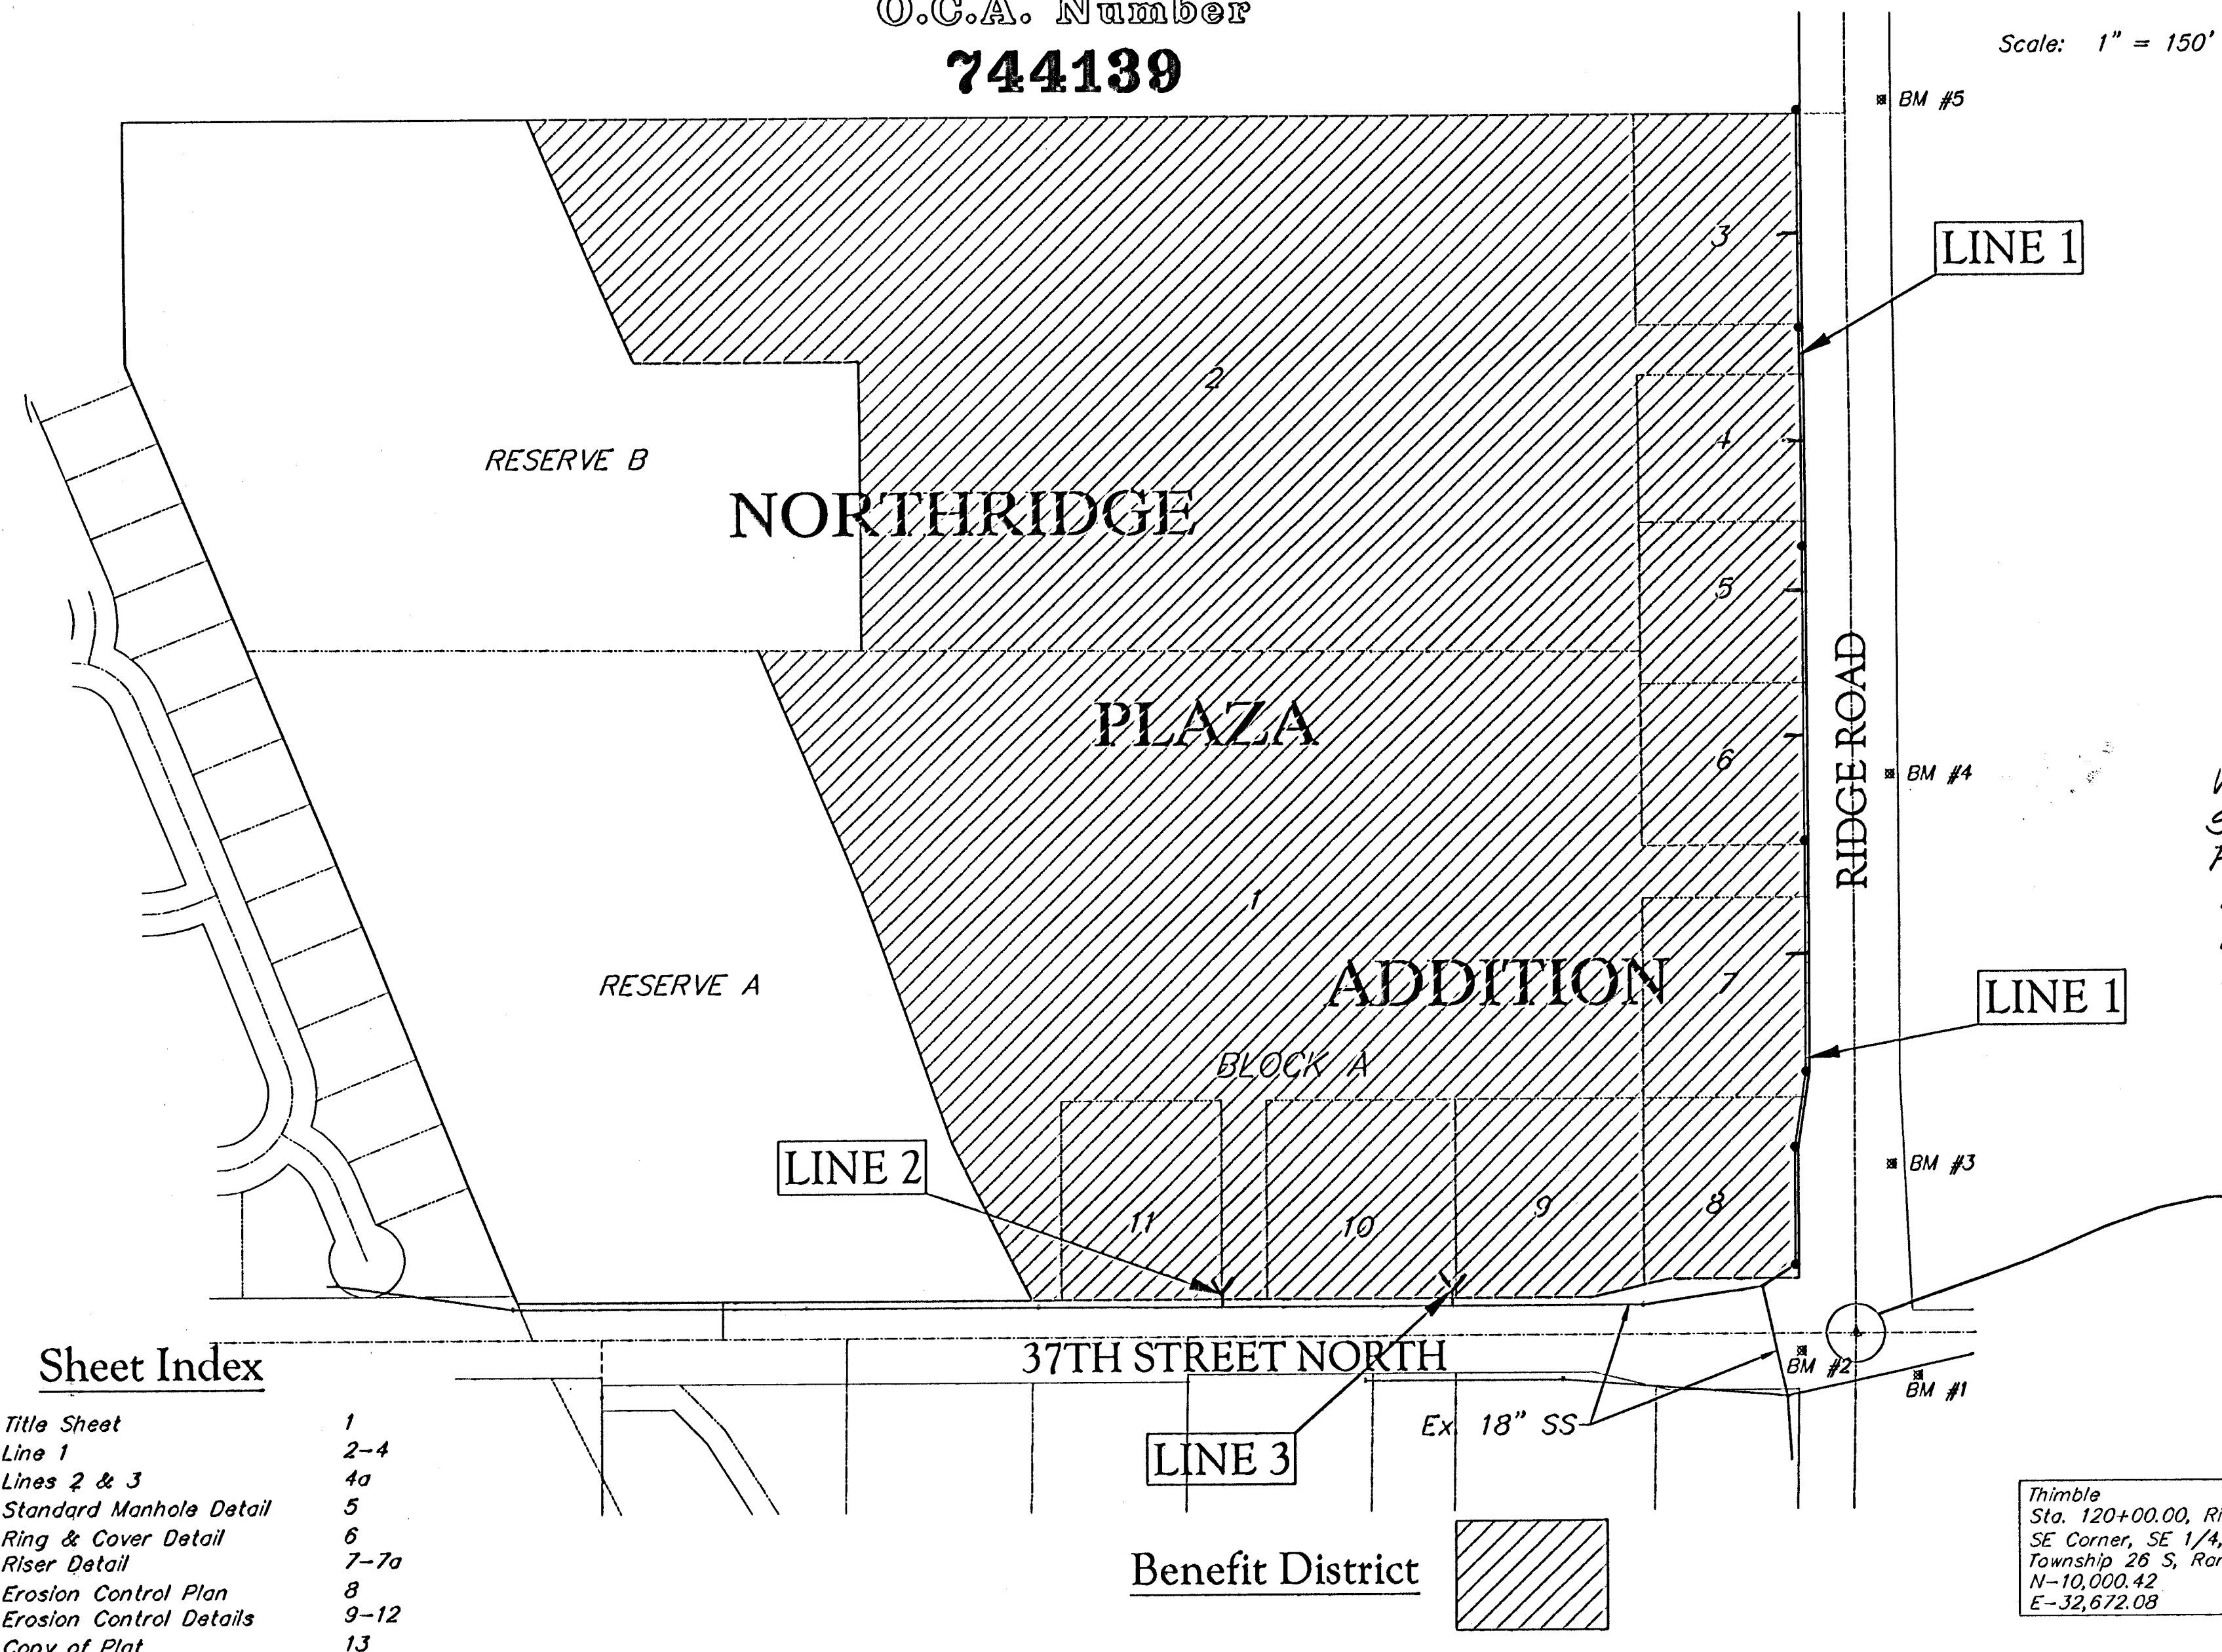 O.C.A. Number
744139
Scale: 1" = 150'
BM #5
3
LINE 1
2
4
RESERVE B
NORTHRIDGE
5
RIDGE ROAD
PLAZA
6
BM #4
1
RESERVE A
ADDITION
7
LINE 1
BLOCK A
LINE 2
BM #3
11
10
9
8
37TH STREET NORTH
BM #2
BM #1
Ex 18" SS
LINE 3
Sheet Index
Title Sheet 1
Line 1 2-4
Lines 2 & 3 4a
Standard Manhole Detail 5
Ring & Cover Detail 6
Riser Detail 7-7a
Erosion Control Plan 8
Erosion Control Details 9-12
Copy of Plat 13
Benefit District
Thimble
Sta. 120+00.00,
SE Corner, SE 1/4,
Township 26 S,
N-10,000.42
E-32,672.08